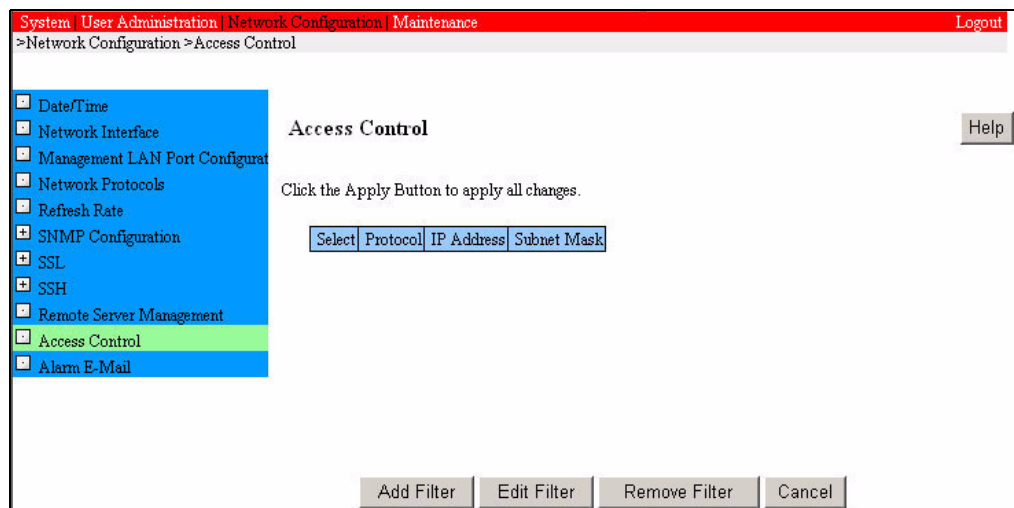 System | User Administration | Network Configuration | Maintenance Logout
>Network Configuration >Access Control
Date/Time
Network Interface
Management LAN Port Configurat
Network Protocols
Refresh Rate
SNMP Configuration
SSL
SSH
Remote Server Management
Access Control
Alarm E-Mail
Access Control
Help
Click the Apply Button to apply all changes.
Select Protocol IP Address Subnet Mask
Add Filter Edit Filter Remove Filter Cancel